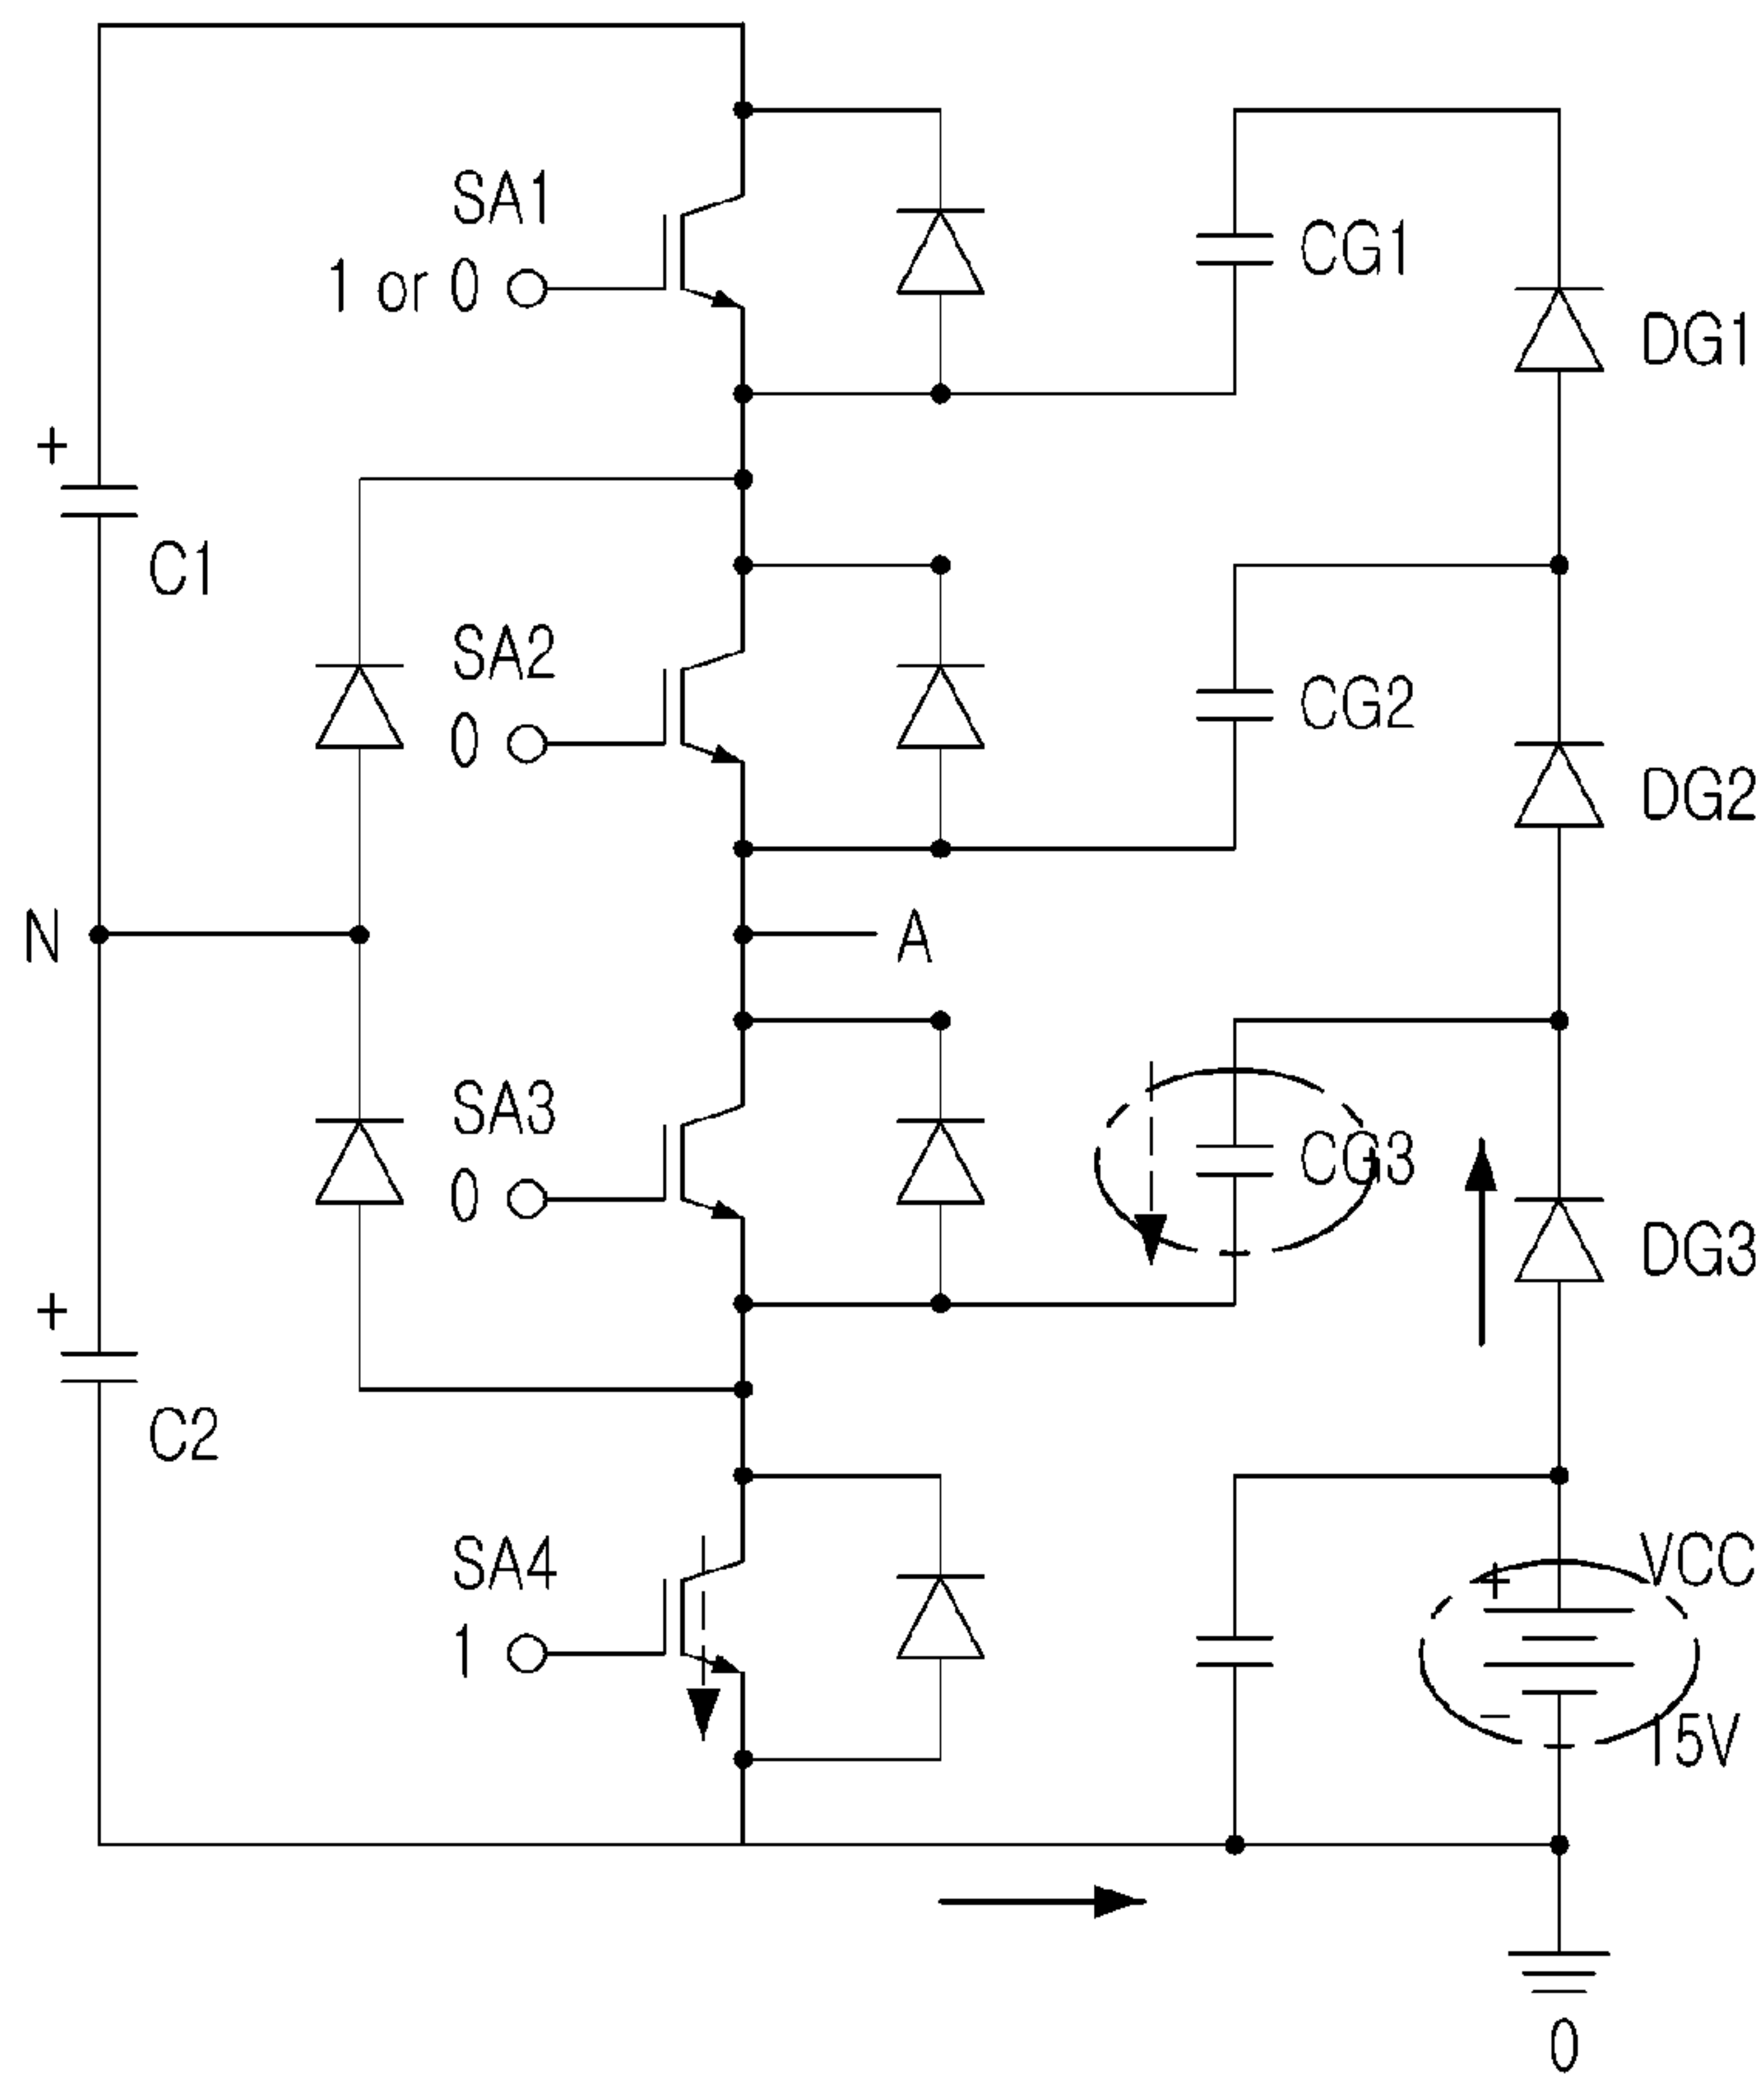 SA1
1 or 0
CG1
DG1
+
C1
SA2
0
CG2
DG2
N
A
SA3
0
CG3
DG3
+
C2
SA4
1
VCC
+
−
15V
0